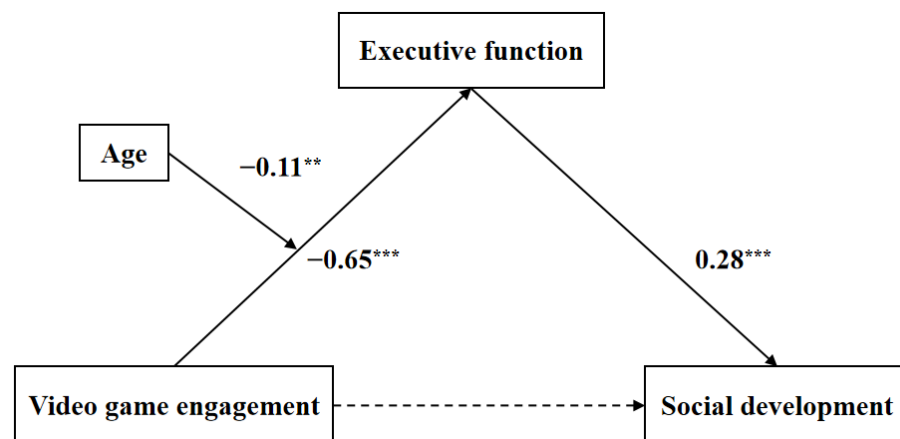 Executive function
Age
−0.11**
−0.65***
0.28***
Video game engagement
Social development